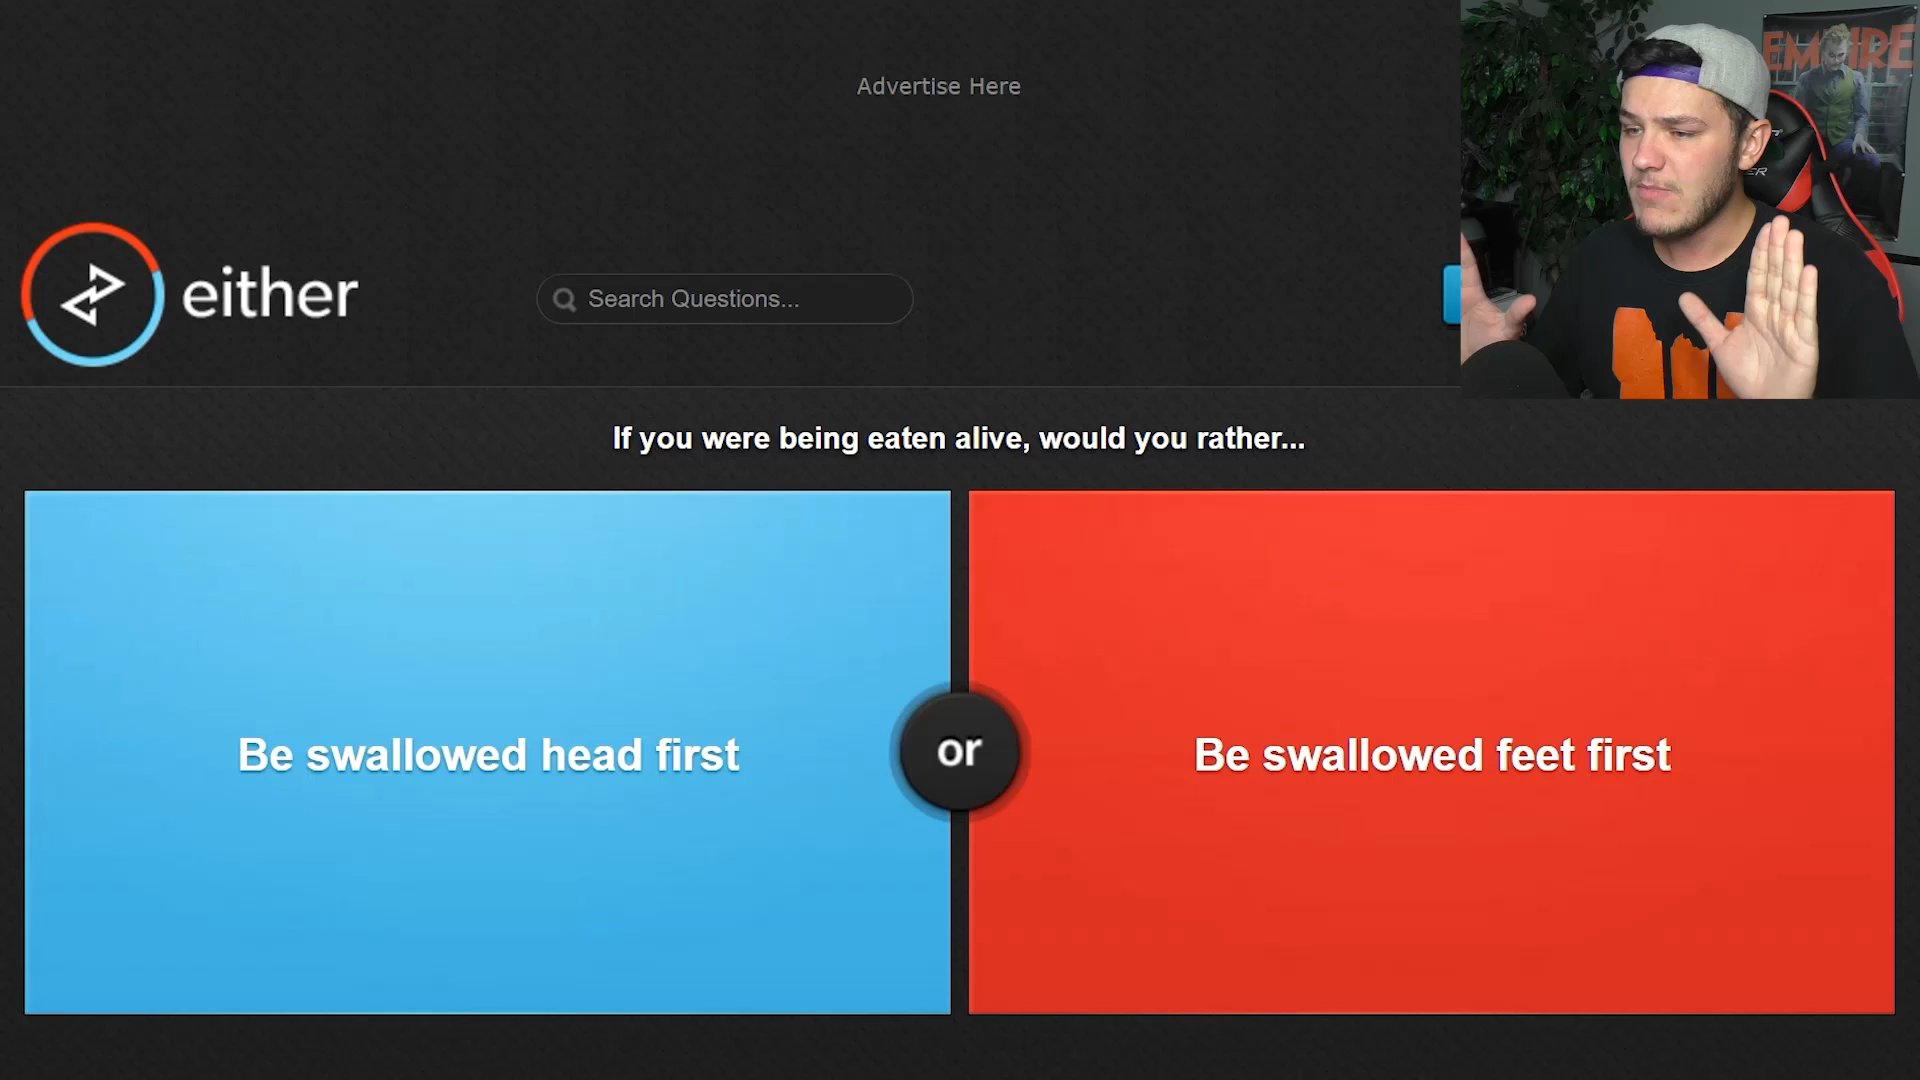 Advertise Here
EMPIRE
either
Search Questions...
If you were being eaten alive, would you rather...
Be swallowed head first
or
Be swallowed feet first